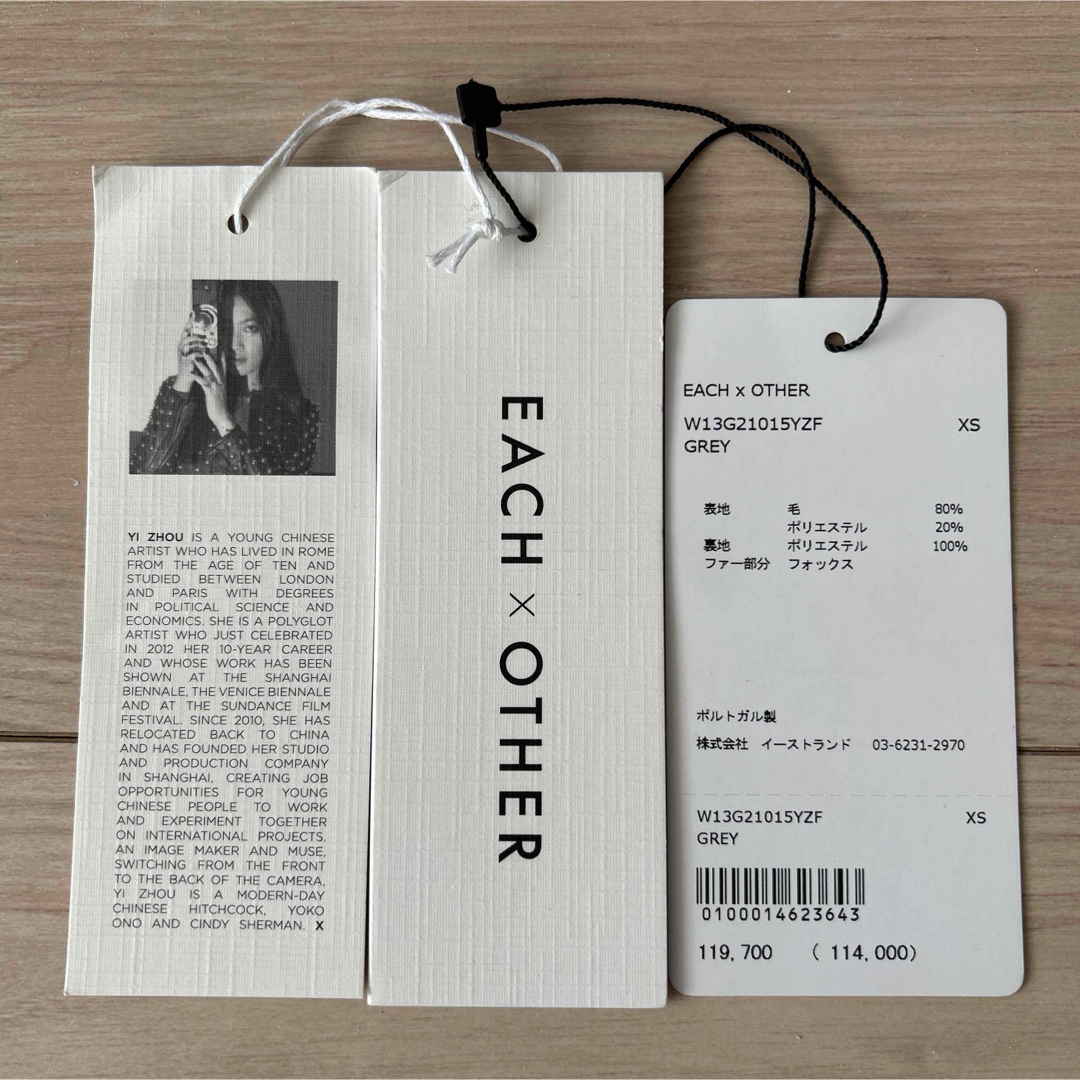 YI ZHOU IS A YOUNG CHINESE
ARTIST WHO HAS LIVED IN ROME
FROM THE AGE OF TEN AND
STUDIED BETWEEN LONDON
AND PARIS WITH DEGREES
IN POLITICAL SCIENCE AND
ECONOMICS. SHE IS A POLYGLOT
ARTIST WHO JUST CELEBRATED
IN 2012 HER 10-YEAR CAREER
AND WHOSE WORK HAS BEEN
SHOWN AT THE SHANGHAI
BIENNALE, THE VENICE BIENNALE
AND AT THE SUNDANCE FILM
FESTIVAL. SINCE 2010, SHE HAS
RELOCATED BACK TO CHINA
AND HAS FOUNDED HER STUDIO
AND PRODUCTION COMPANY
IN SHANGHAI, CREATING JOB
OPPORTUNITIES FOR YOUNG
CHINESE PEOPLE TO WORK
AND EXPERIMENT TOGETHER
ON INTERNATIONAL PROJECTS.
AN IMAGE MAKER AND MUSE,
SWITCHING FROM THE FRONT
TO THE BACK OF THE CAMERA,
YI ZHOU IS A MODERN-DAY
CHINESE HITCHCOCK, YOKO
ONO AND CINDY SHERMAN. X
EACH × OTHER
EACH x OTHER
W13G21015YZF XS
GREY
表地 毛 80%
ポリエステル 20%
裏地 ポリエステル 100%
ファー部分 フォックス
ポルトガル製
株式会社 イーストランド 03-6231-2970
W13G21015YZF XS
GREY
0100014623643
119,700 ( 114,000)